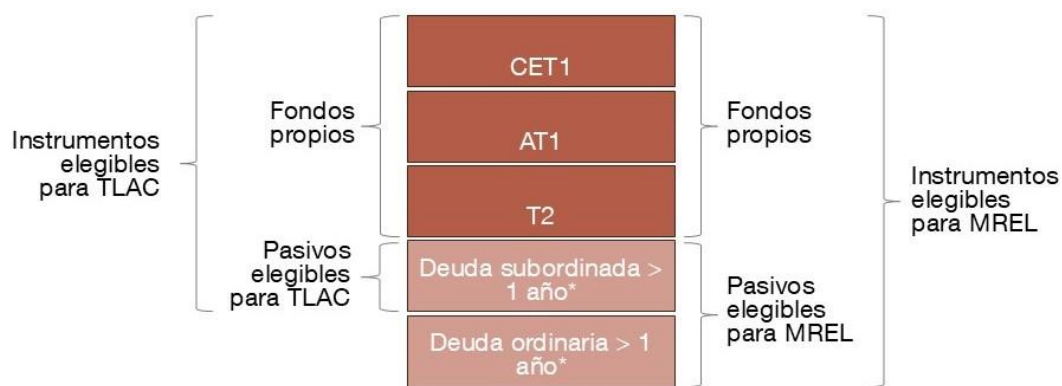 Instrumentos
elegibles
para TLAC
Fondos
propios
Pasivos
elegibles
para TLAC
CET1
AT1
T2
Deuda subordinada >
1 año*
Deuda ordinaria > 1
año*
Fondos
propios
Pasivos
elegibles
para MREL
Instrumentos
elegibles
para MREL